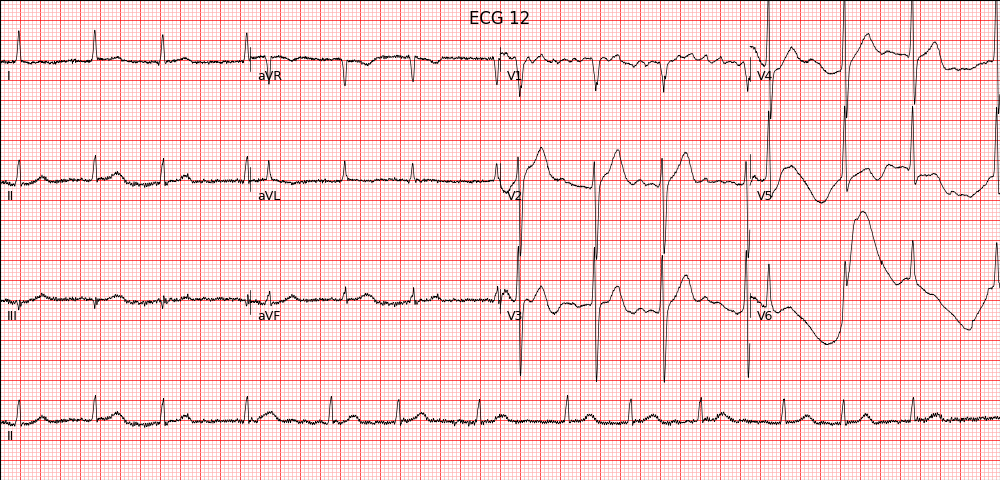 ECG 12
I aVR V1 V4
II aVL V2 V5
III aVF V3 V6
II